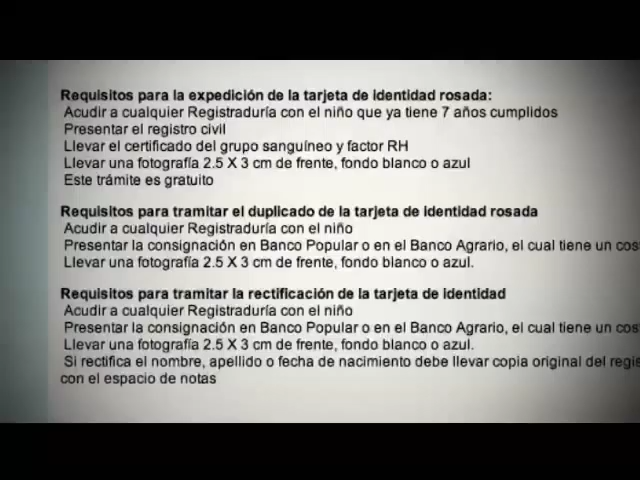 Requisitos para la expedición de la tarjeta de identidad rosada:
Acudir a cualquier Registraduría con el niño que ya tiene 7 años cumplidos
Presentar el registro civil
Llevar el certificado del grupo sanguíneo y factor RH
Llevar una fotografía 2.5 X 3 cm de frente, fondo blanco o azul
Este trámite es gratuito
Requisitos para tramitar el duplicado de la tarjeta de identidad rosada
Acudir a cualquier Registraduría con el niño
Presentar la consignación en Banco Popular o en el Banco Agrario, el cual tiene un
Llevar una fotografía 2.5 X 3 cm de frente, fondo blanco o azul.
Requisitos para tramitar la rectificación de la tarjeta de identidad
Acudir a cualquier Registraduría con el niño
Presentar la consignación en Banco Popular o en el Banco Agrario, el cual tiene un
Llevar una fotografía 2.5 X 3 cm de frente, fondo blanco o azul.
Si rectifica el nombre, apellido o fecha de nacimiento debe llevar copia original del
con el espacio de notas